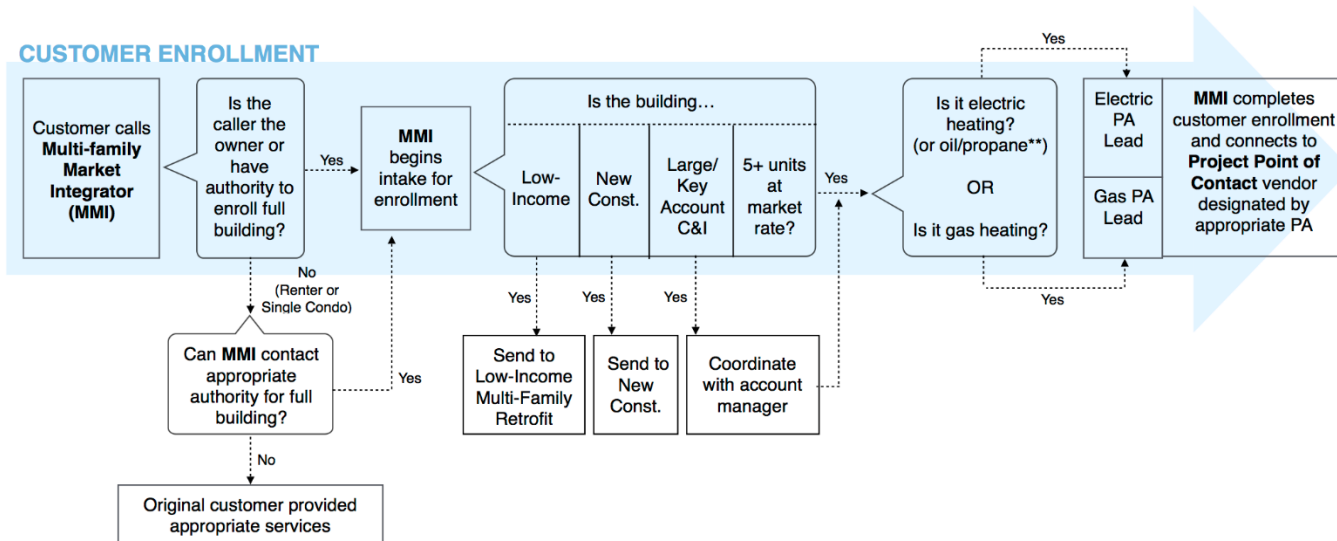 CUSTOMER ENROLLMENT
Customer calls
Multi-family
Market
Integrator
(MMI)
Is the
caller the
owner or
have
authority to
enroll full
building?
Yes
No
(Renter or
Single Condo)
Can MMI contact
appropriate
authority for full
building?
Yes
No
Original customer provided
appropriate services
MMI
begins
intake for
enrollment
Is the building…
Low-
Income
New
Const.
Large/
Key
Account
C&I
5+ units
at
market
rate?
Yes
Yes
Yes
Yes
Send to
Low-Income
Multi-Family
Retrofit
Send to
New
Const.
Coordinate
with account
manager
Is it electric
heating?
(or oil/propane**)
OR
Is it gas heating?
Yes
Yes
Electric
PA
Lead
Gas PA
Lead
MMI completes
customer enrollment
and connects to
Project Point of
Contact vendor
designated by
appropriate PA